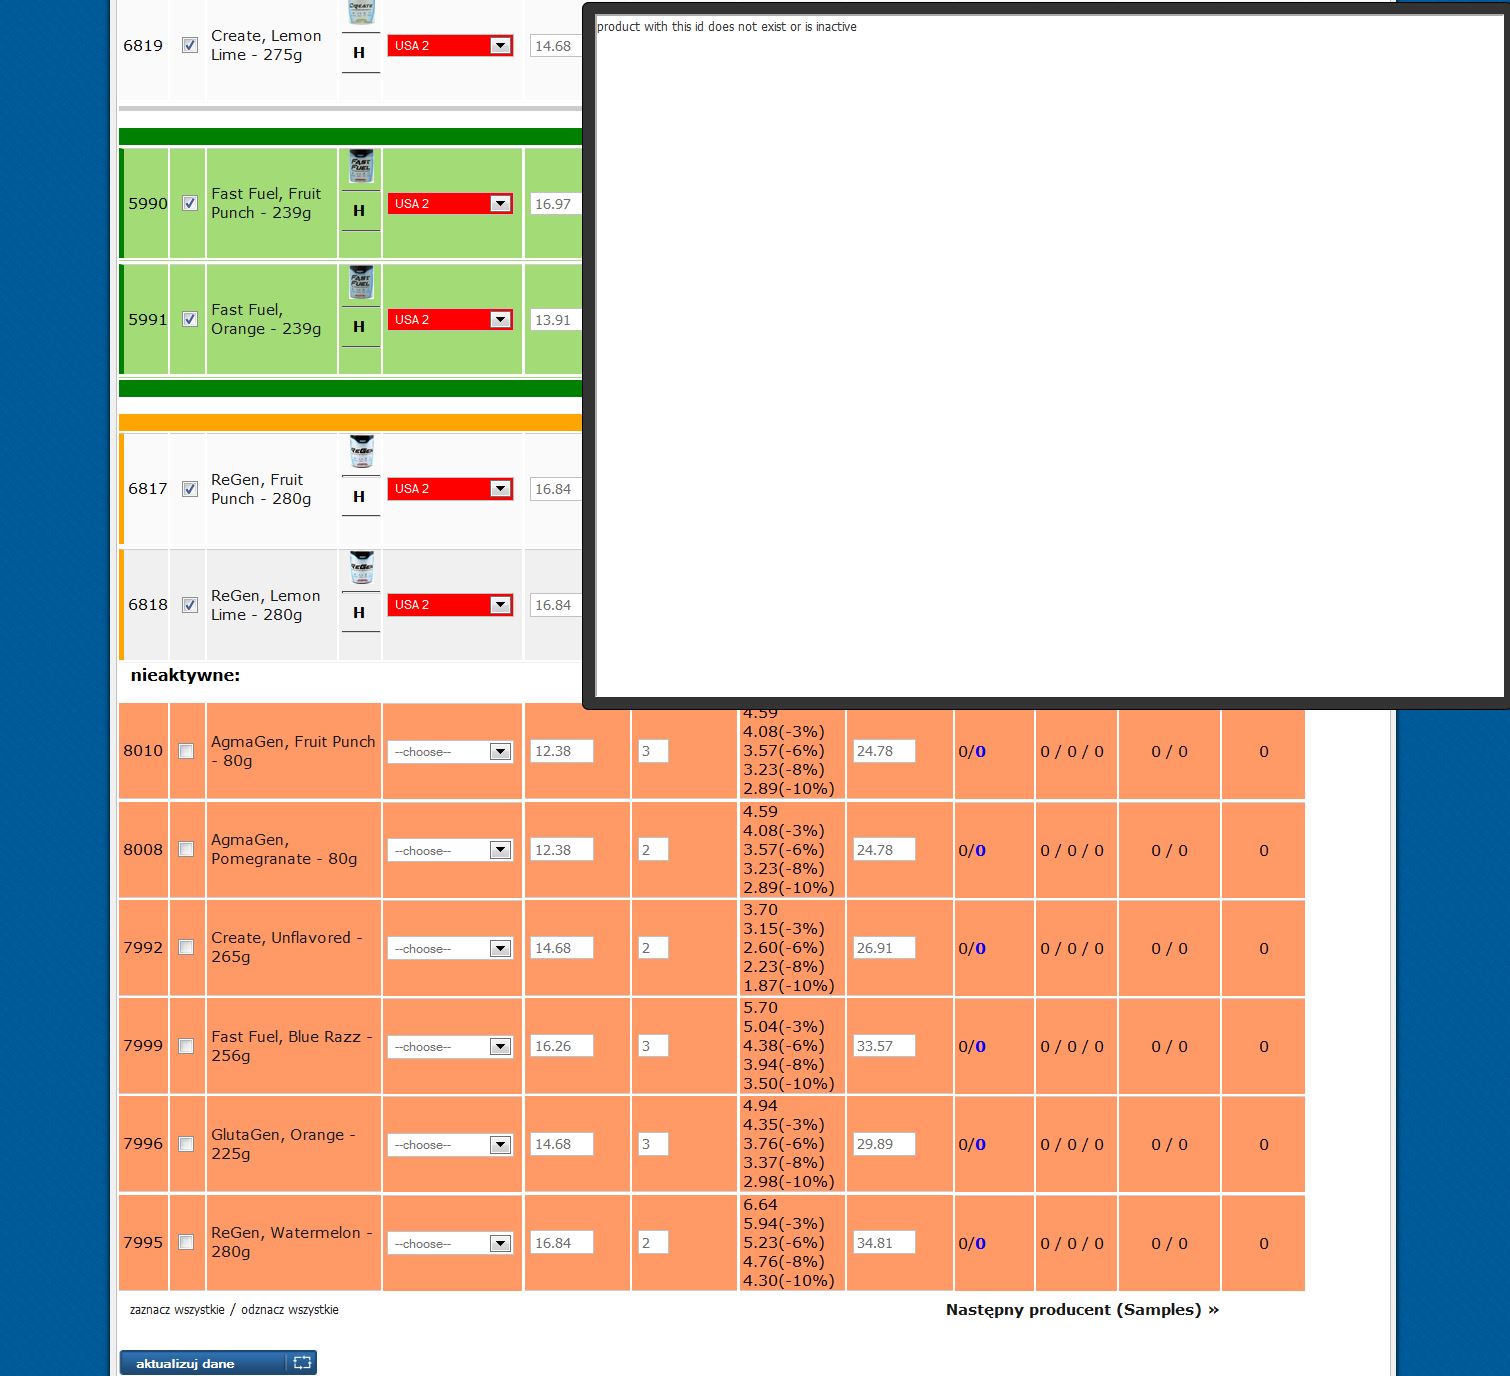 product with this id does not exist or is inactive
6819
Create, Lemon
Lime - 275g
H
USA 2
14.68
5990
Fast Fuel, Fruit
Punch - 239g
FAST
FUEL
H
USA 2
16.97
5991
Fast Fuel,
Orange - 239g
FAST
FUEL
H
USA 2
13.91
6817
ReGen, Fruit
Punch - 280g
ReGen
H
USA 2
16.84
6818
ReGen, Lemon
Lime - 280g
ReGen
H
USA 2
16.84
nieaktywne:
8010
AgmaGen, Fruit Punch
- 80g
--choose--
12.38
3
4.59
4.08(-3%)
3.57(-6%)
3.23(-8%)
2.89(-10%)
24.78
0/0
0 / 0 / 0
0 / 0
0
8008
AgmaGen,
Pomegranate - 80g
--choose--
12.38
2
4.59
4.08(-3%)
3.57(-6%)
3.23(-8%)
2.89(-10%)
24.78
0/0
0 / 0 / 0
0 / 0
0
7992
Create, Unflavored -
265g
--choose--
14.68
2
3.70
3.15(-3%)
2.60(-6%)
2.23(-8%)
1.87(-10%)
26.91
0/0
0 / 0 / 0
0 / 0
0
7999
Fast Fuel, Blue Razz -
256g
--choose--
16.26
3
5.70
5.04(-3%)
4.38(-6%)
3.94(-8%)
3.50(-10%)
33.57
0/0
0 / 0 / 0
0 / 0
0
7996
GlutaGen, Orange -
225g
--choose--
14.68
3
4.94
4.35(-3%)
3.76(-6%)
3.37(-8%)
2.98(-10%)
29.89
0/0
0 / 0 / 0
0 / 0
0
7995
ReGen, Watermelon -
280g
--choose--
16.84
2
6.64
5.94(-3%)
5.23(-6%)
4.76(-8%)
4.30(-10%)
34.81
0/0
0 / 0 / 0
0 / 0
0
zaznacz wszystkie / odznacz wszystkie
Następny producent (Samples) »
aktualizuj dane